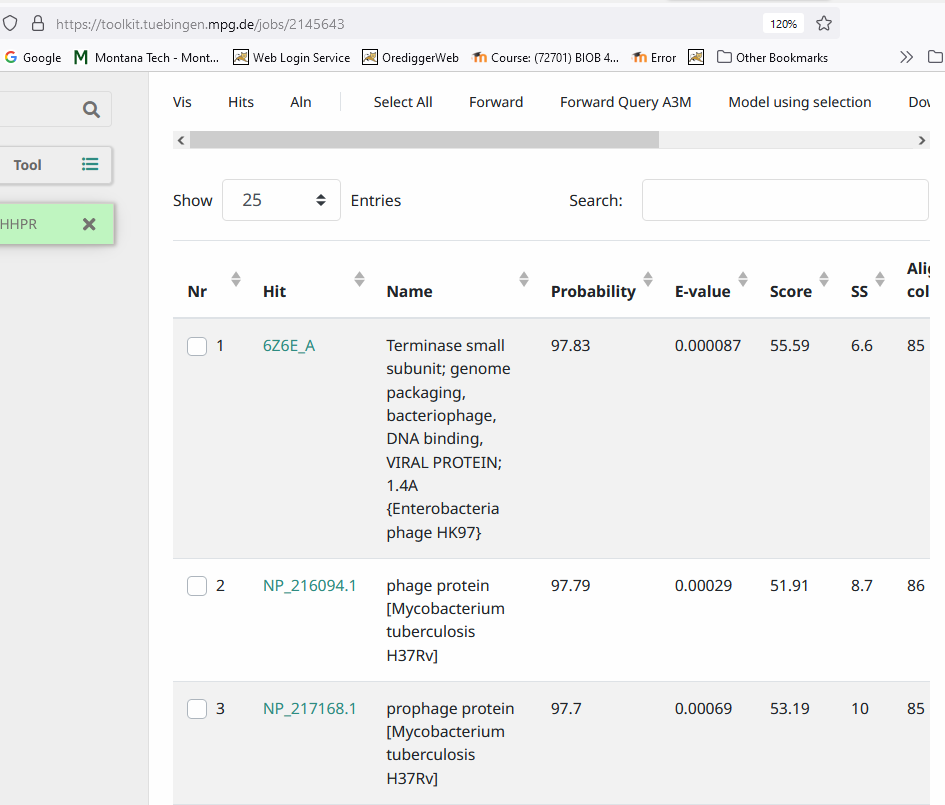 https://toolkit.tuebingen.mpg.de/jobs/2145643 120%
Google Montana Tech - Mont... Web Login Service OrediggerWeb Course: (72701) BIOB 4... Error Other Bookmarks
Vis Hits Aln Select All Forward Forward Query A3M Model using selection Dov
Tool
HHPR
Show 25 Entries Search:
Nr Hit Name Probability E-value Score SS Alig
col
1 6Z6E_A Terminase small 97.83 0.000087 55.59 6.6 85
subunit; genome
packaging,
bacteriophage,
DNA binding,
VIRAL PROTEIN;
1.4A
{Enterobacteria
phage HK97}
2 NP_216094.1 phage protein 97.79 0.00029 51.91 8.7 86
[Mycobacterium
tuberculosis
H37Rv]
3 NP_217168.1 prophage protein 97.7 0.00069 53.19 10 85
[Mycobacterium
tuberculosis
H37Rv]